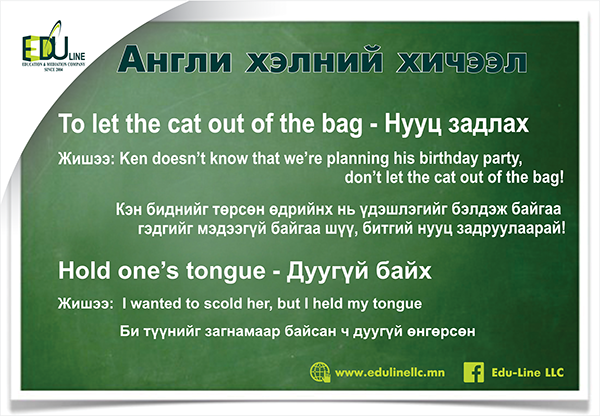 EDU LINE
EDUCATION & MEDIATION COMPANY
SINCE 2004
Англи хэлний хичээл
To let the cat out of the bag - Нууц задлах
Жишээ: Ken doesn't know that we're planning his birthday party,
don't let the cat out of the bag!
Кэн биднийг төрсөн өдрийнх нь үдэшлэгийг бэлдэж байгаа
гэдгийг мэдээгүй байгаа шүү, битгий нууц задруулаарай!
Hold one's tongue - Дуугүй байх
Жишээ: I wanted to scold her, but I held my tongue
Би түүнийг загнамаар байсан ч дуугүй өнгөрсөн
www.edulinellc.mn
f Edu-Line LLC